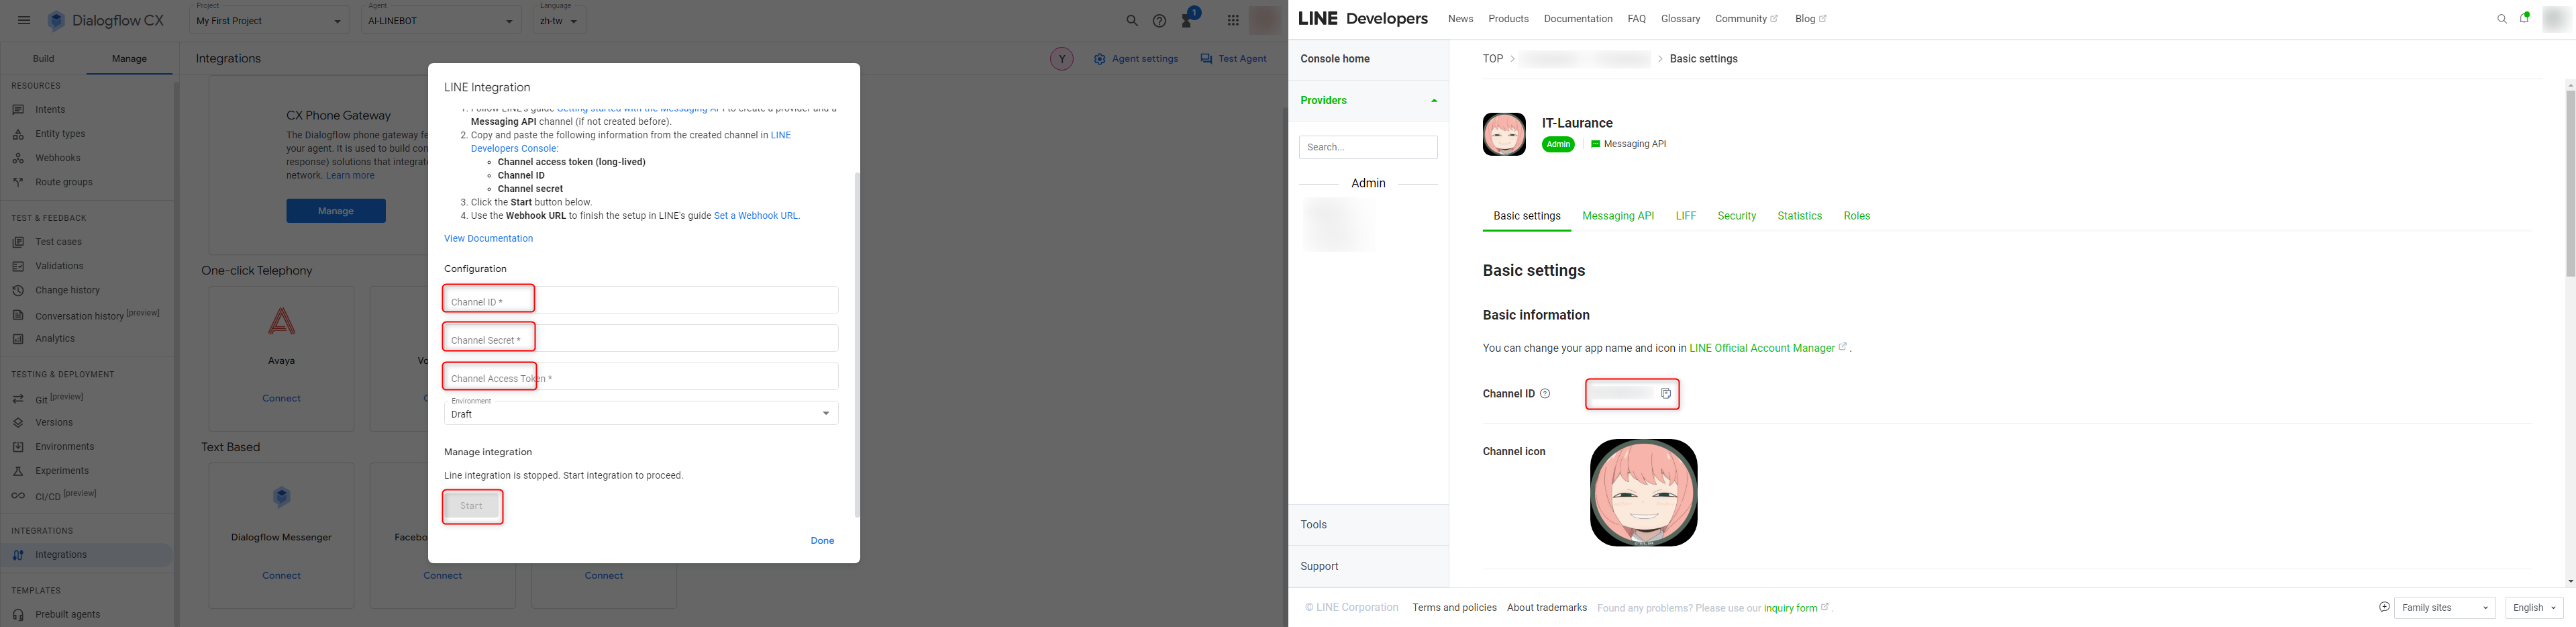 Dialogflow CX
Project
My First Project
Agent
AI-LINEBOT
Language
zh-tw
1
Build
Manage
Integrations
Y
Agent settings
Test Agent
RESOURCES
Intents
Entity types
Webhooks
Route groups
TEST & FEEDBACK
Test cases
Validations
Change history
Conversation history [preview]
Analytics
TESTING & DEPLOYMENT
Git [preview]
Versions
Environments
Experiments
CI/CD [preview]
INTEGRATIONS
Integrations
TEMPLATES
Prebuilt agents
CX Phone Gateway
The Dialogflow phone gateway
your agent. It is used to build
response) solutions that
network. Learn more
Manage
One-click Telephony
Avaya
Connect
Text Based
Dialogflow Messenger
Connect
Connect
Connect
LINE Integration
1. Follow LINE's guide Getting started with the Messaging API to create a provider and a
Messaging API channel (if not created before).
2. Copy and paste the following information from the created channel in LINE
Developers Console:
Channel access token (long-lived)
Channel ID
Channel secret
3. Click the Start button below.
4. Use the Webhook URL to finish the setup in LINE's guide Set a Webhook URL.
View Documentation
Configuration
Channel ID *
Channel Secret *
Channel Access Token *
Environment
Draft
Manage integration
Line integration is stopped. Start integration to proceed.
Start
Done
LINE Developers
News
Products
Documentation
FAQ
Glossary
Community
Blog
Console home
Providers
Search...
Admin
Tools
Support
TOP
Basic settings
IT-Laurance
Admin
Messaging API
Basic settings
Messaging API
LIFF
Security
Statistics
Roles
Basic settings
Basic information
You can change your app name and icon in LINE Official Account Manager .
Channel ID
Channel icon
© LINE Corporation
Terms and policies
About trademarks
Found any problems? Please use our inquiry form .
Family sites
English